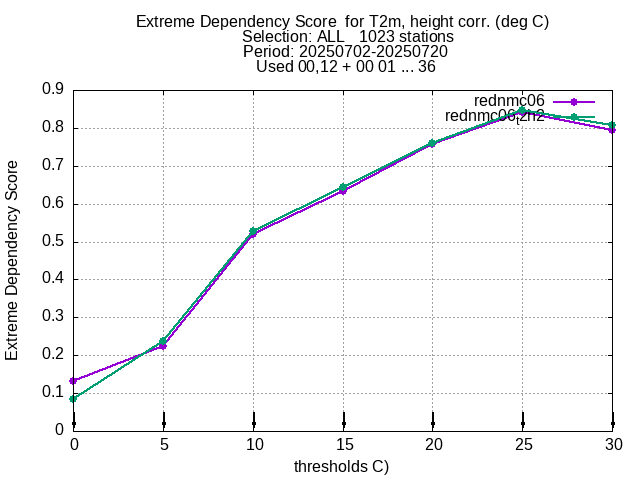 Extreme Dependency Score  for T2m, height corr. (deg C)
Selection: ALL   1023 stations
Period: 20250702-20250720
Used 00,12 + 00 01 ... 36
rednmc06
Extreme Dependency Score
0.9
0.8
0.7
0.6
0.5
0.4
0.3
0.2
0.1
0
0 5 10 15 20 25 30
thresholds C)